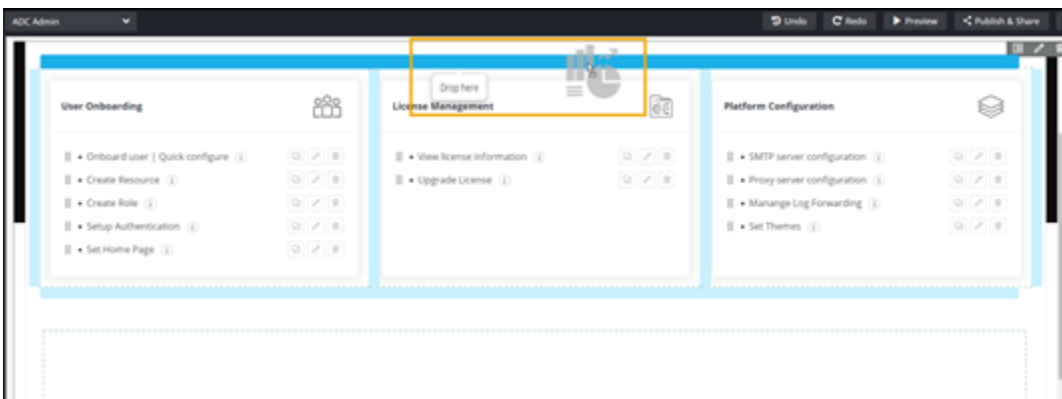 ADC Admin Undo Redo Preview Publish & Share
Drop here
User Onboarding License Management Platform Configuration
• Onboard user | Quick configure • View license information • SMTP server configuration
• Create Resource • Upgrade License • Proxy server configuration
• Create Role • Manange Log Forwarding
• Setup Authentication • Set Themes
• Set Home Page